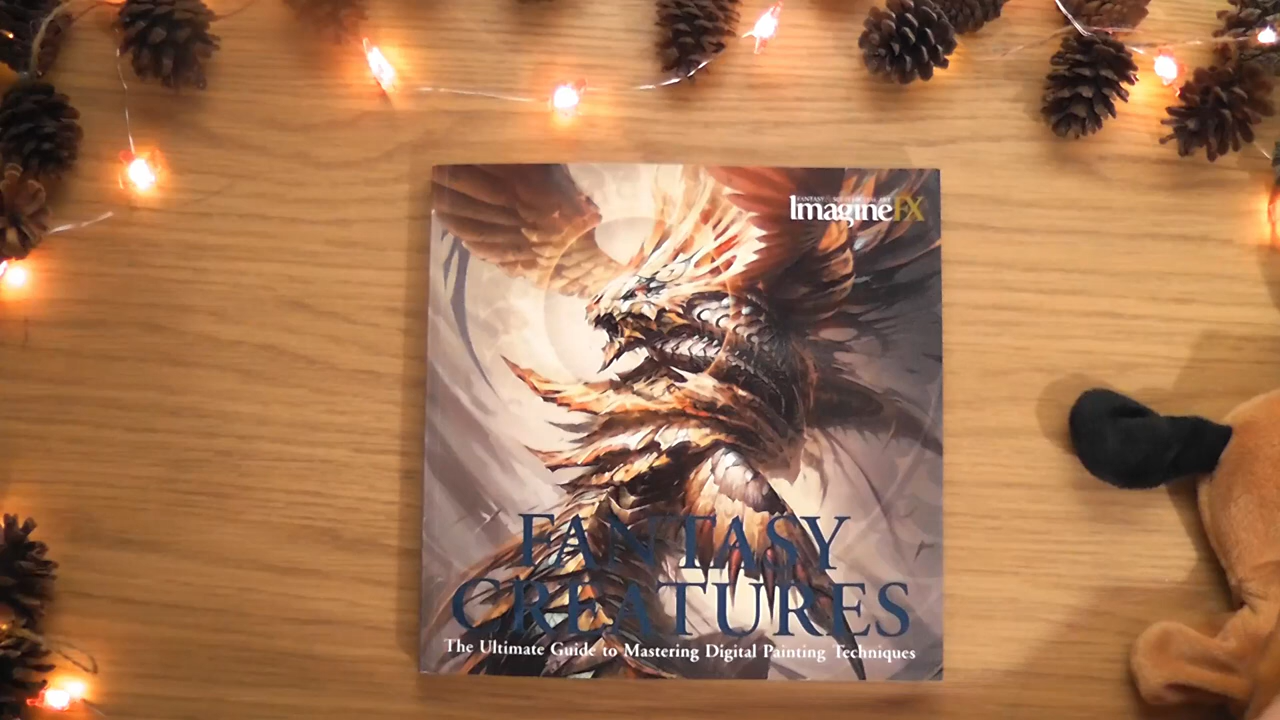 ImagineFX
FANTASY
CREATURES
The Ultimate Guide to Mastering Digital Painting Techniques